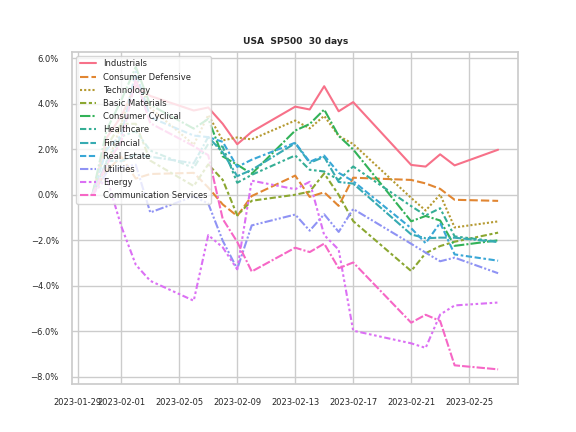 USA SP500 30 days
6.0%
4.0%
2.0%
0.0%
−2.0%
−4.0%
−6.0%
−8.0%
Industrials
Consumer Defensive
Technology
Basic Materials
Consumer Cyclical
Healthcare
Financial
Real Estate
Utilities
Energy
Communication Services
2023-01-29 2023-02-01 2023-02-05 2023-02-09 2023-02-13 2023-02-17 2023-02-21 2023-02-25